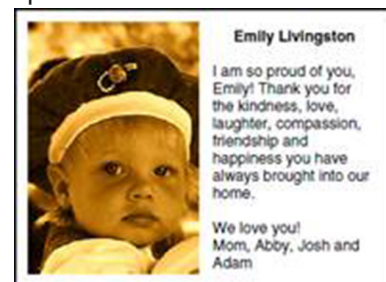 Emily Livingston
I am so proud of you,
Emily! Thank you for
the kindness, love,
laughter, compassion,
friendship and
happiness you have
always brought into our
home.
We love you!
Mom, Abby, Josh and
Adam